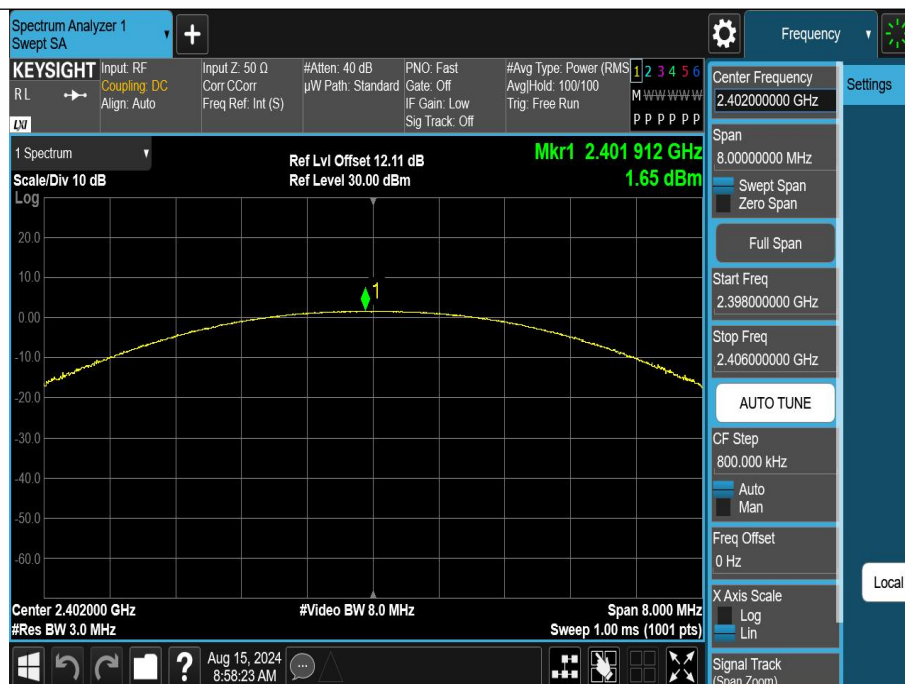 Spectrum Analyzer 1
Swept SA
Frequency
KEYSIGHT
RL
LXI
Input: RF
Coupling: DC
Align: Auto
Input Z: 50 Ω
Corr CCorr
Freq Ref: Int (S)
#Atten: 40 dB
µW Path: Standard
PNO: Fast
Gate: Off
IF Gain: Low
Sig Track: Off
#Avg Type: Power (RMS
Avg|Hold: 100/100
Trig: Free Run
1 2 3 4 5 6
M W W W W W
P P P P P P
1 Spectrum
Scale/Div 10 dB
Log
Ref Lvl Offset 12.11 dB
Ref Level 30.00 dBm
Mkr1 2.401 912 GHz
1.65 dBm
1
20.0
10.0
0.00
-10.0
-20.0
-30.0
-40.0
-50.0
-60.0
Center 2.402000 GHz
#Res BW 3.0 MHz
#Video BW 8.0 MHz
Span 8.000 MHz
Sweep 1.00 ms (1001 pts)
Aug 15, 2024
8:58:23 AM
Center Frequency
2.402000000 GHz
Settings
Span
8.00000000 MHz
Swept Span
Zero Span
Full Span
Start Freq
2.398000000 GHz
Stop Freq
2.406000000 GHz
AUTO TUNE
CF Step
800.000 kHz
Auto
Man
Freq Offset
0 Hz
Local
X Axis Scale
Log
Lin
Signal Track
(Span Zoom)